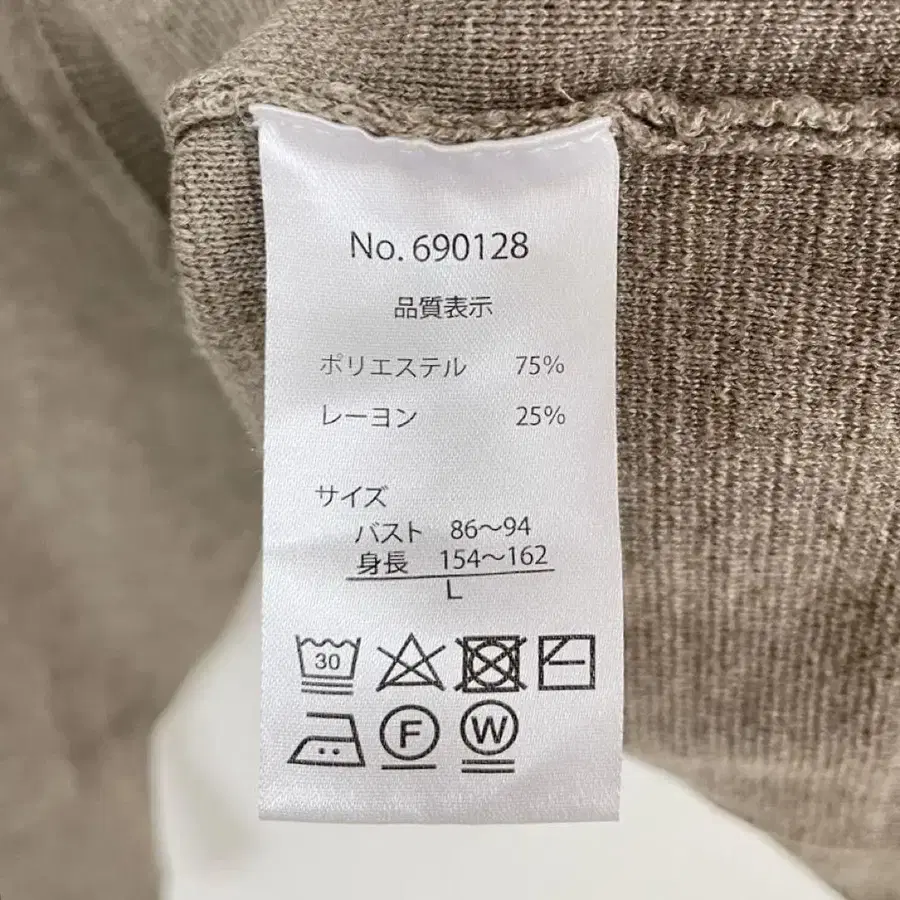 No. 690128
品質表示
ポリエステル 75%
レーヨン 25%
サイズ
バスト 86～94
身長 154～162
L
30
F W